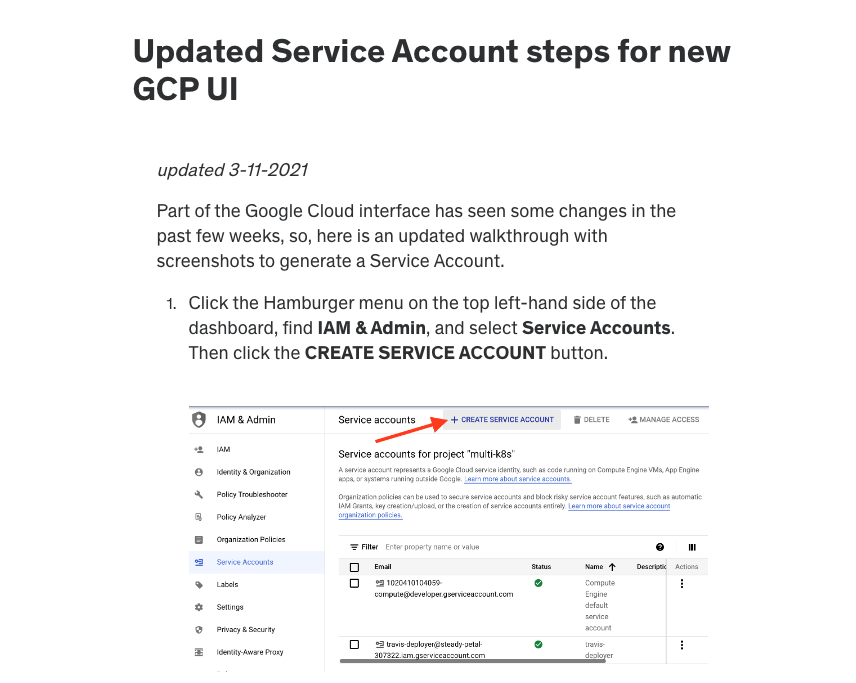 Updated Service Account steps for new
GCP UI
updated 3-11-2021
Part of the Google Cloud interface has seen some changes in the
past few weeks, so, here is an updated walkthrough with
screenshots to generate a Service Account.
1. Click the Hamburger menu on the top left-hand side of the
dashboard, find IAM & Admin, and select Service Accounts.
Then click the CREATE SERVICE ACCOUNT button.
IAM & Admin
Service accounts + CREATE SERVICE ACCOUNT DELETE MANAGE ACCESS
IAM
Identity & Organization
Policy Troubleshooter
Policy Analyzer
Organization Policies
Service Accounts
Labels
Settings
Privacy & Security
Identity-Aware Proxy
Service accounts for project "multi-k8s"
A service account represents a Google Cloud service identity, such as code running on Compute Engine VMs, App Engine
apps, or systems running outside Google. Learn more about service accounts.
Organization policies can be used to secure service accounts and block risky service account features, such as automatic
IAM Grants, key creation/upload, or the creation of service accounts entirely. Learn more about service account
organization policies.
Filter Enter property name or value
Email Status Name Descriptic Actions
1020410104059-
compute@developer.gserviceaccount.com
Compute
Engine
default
service
account
travis-deployer@steady-petal-
307322.iam.gserviceaccount.com
travis-
deployer